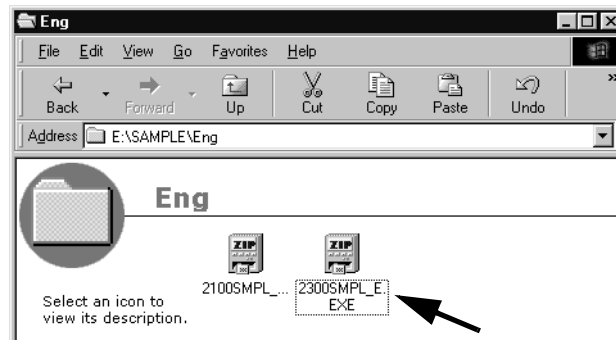 Eng
File Edit View Go Favorites Help
Back Forward Up Cut Copy Paste Undo »
Address E:\SAMPLE\Eng
Eng
ZIP ZIP
2100SMPL_... 2300SMPL_E.
EXE
Select an icon to
view its description.